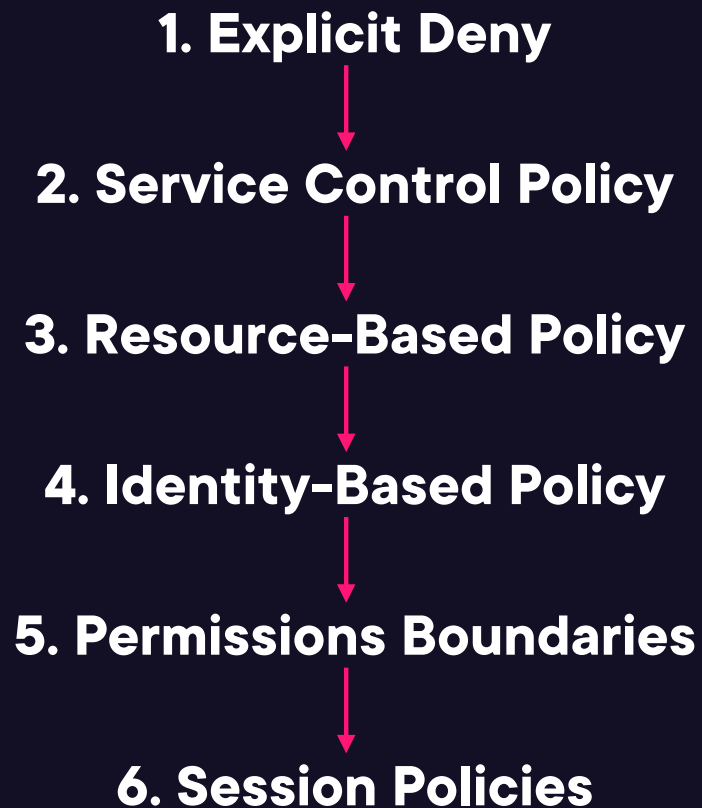 1. Explicit Deny
2. Service Control Policy
3. Resource-Based Policy
4. Identity-Based Policy
5. Permissions Boundaries
6. Session Policies